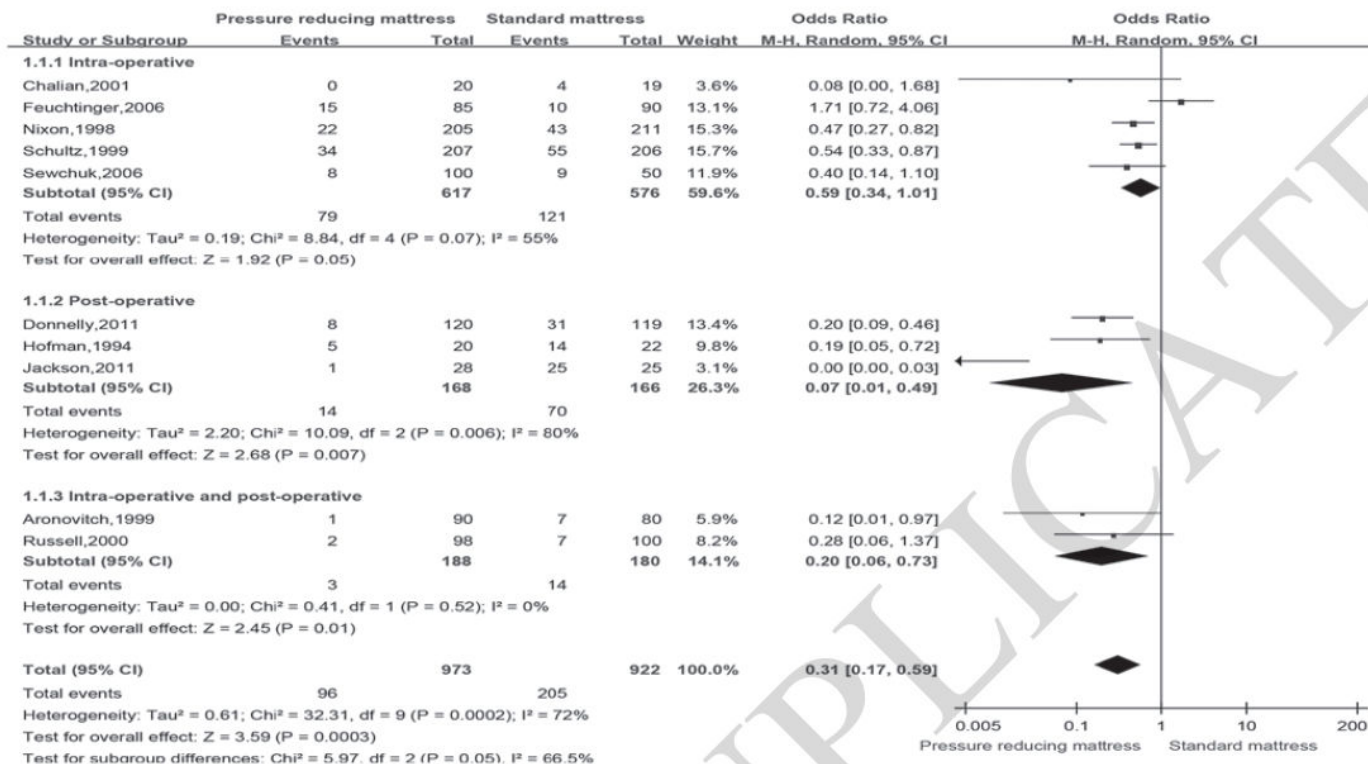 Pressure reducing mattress Standard mattress Odds Ratio Odds Ratio
Study or Subgroup Events Total Events Total Weight M-H, Random, 95% CI M-H, Random, 95% CI
1.1.1 Intra-operative
Chalian,2001 0 20 4 19 3.6% 0.08 [0.00, 1.68]
Feuchtinger,2006 15 85 10 90 13.1% 1.71 [0.72, 4.06]
Nixon,1998 22 205 43 211 15.3% 0.47 [0.27, 0.82]
Schultz,1999 34 207 55 206 15.7% 0.54 [0.33, 0.87]
Sewchuk,2006 8 100 9 50 11.9% 0.40 [0.14, 1.10]
Subtotal (95% CI) 617 576 59.6% 0.59 [0.34, 1.01]
Total events 79 121
Heterogeneity: Tau² = 0.19; Chi² = 8.84, df = 4 (P = 0.07); I² = 55%
Test for overall effect: Z = 1.92 (P = 0.05)
1.1.2 Post-operative
Donnelly,2011 8 120 31 119 13.4% 0.20 [0.09, 0.46]
Hofman,1994 5 20 14 22 9.8% 0.19 [0.05, 0.72]
Jackson,2011 1 28 25 25 3.1% 0.00 [0.00, 0.03]
Subtotal (95% CI) 168 166 26.3% 0.07 [0.01, 0.49]
Total events 14 70
Heterogeneity: Tau² = 2.20; Chi² = 10.09, df = 2 (P = 0.006); I² = 80%
Test for overall effect: Z = 2.68 (P = 0.007)
1.1.3 Intra-operative and post-operative
Aronovitch,1999 1 90 7 80 5.9% 0.12 [0.01, 0.97]
Russell,2000 2 98 7 100 8.2% 0.28 [0.06, 1.37]
Subtotal (95% CI) 188 180 14.1% 0.20 [0.06, 0.73]
Total events 3 14
Heterogeneity: Tau² = 0.00; Chi² = 0.41, df = 1 (P = 0.52); I² = 0%
Test for overall effect: Z = 2.45 (P = 0.01)
Total (95% CI) 973 922 100.0% 0.31 [0.17, 0.59]
Total events 96 205
Heterogeneity: Tau² = 0.61; Chi² = 32.31, df = 9 (P = 0.0002); I² = 72%
Test for overall effect: Z = 3.59 (P = 0.0003)
Test for subgroup differences: Chi² = 5.97, df = 2 (P = 0.05), I² = 66.5%
0.005 0.1 1 10 200
Pressure reducing mattress Standard mattress